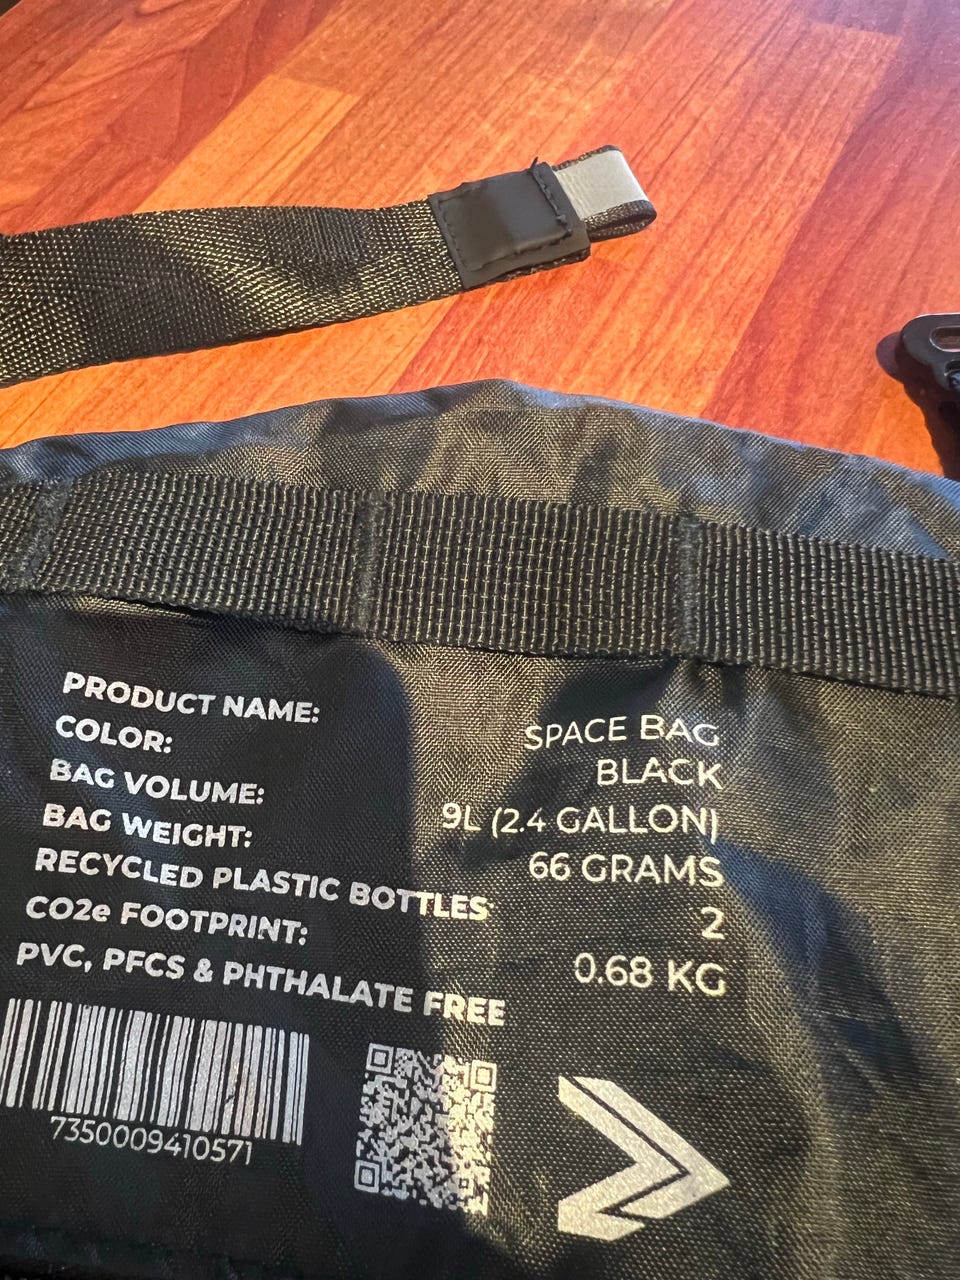 PRODUCT NAME: SPACE BAG
COLOR: BLACK
BAG VOLUME: 9L (2.4 GALLON)
BAG WEIGHT: 66 GRAMS
RECYCLED PLASTIC BOTTLES: 2
CO2e FOOTPRINT: 0.68 KG
PVC, PFCS & PHTHALATE FREE
7350009410571